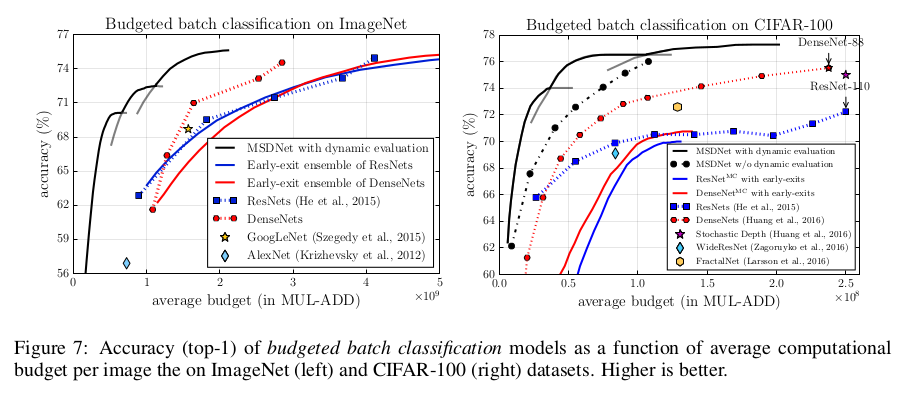 Budgeted batch classification on ImageNet
77
74
71
68
65
62
59
56
accuracy (%)
0
1
2
3
4
5
×10⁹
average budget (in MUL-ADD)
MSDNet with dynamic evaluation
Early-exit ensemble of ResNets
Early-exit ensemble of DenseNets
ResNets (He et al., 2015)
DenseNets
GoogLeNet (Szegedy et al., 2015)
AlexNet (Krizhevsky et al., 2012)
Budgeted batch classification on CIFAR-100
78
76
74
72
70
68
66
64
62
60
accuracy (%)
0.0
0.5
1.0
1.5
2.0
2.5
×10⁸
average budget (in MUL-ADD)
DenseNet-88
ResNet-110
MSDNet with dynamic evaluation
MSDNet w/o dynamic evaluation
ResNetᴹᶜ with early-exits
DenseNetᴹᶜ with early-exits
ResNets (He et al., 2015)
DenseNets (Huang et al., 2016)
Stochastic Depth (Huang et al., 2016)
WideResNet (Zagoruyko et al., 2016)
FractalNet (Larsson et al., 2016)
Figure 7: Accuracy (top-1) of budgeted batch classification models as a function of average computational
budget per image the on ImageNet (left) and CIFAR-100 (right) datasets. Higher is better.